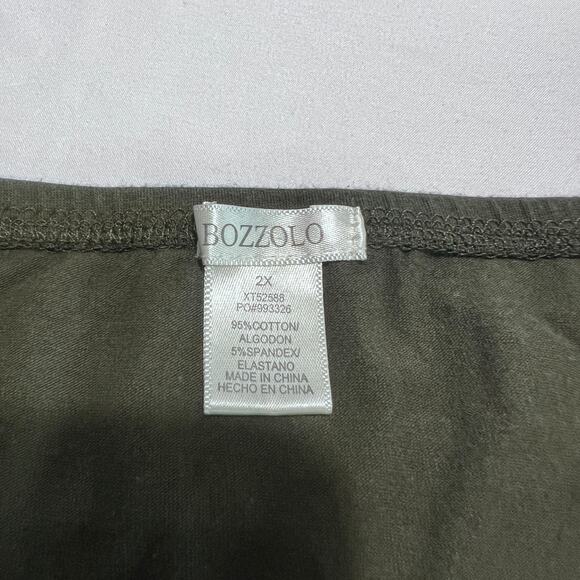 BOZZOLO
2X
XT52588
PO#993326
95%COTTON/
ALGODON
5%SPANDEX/
ELASTANO
MADE IN CHINA
HECHO EN CHINA